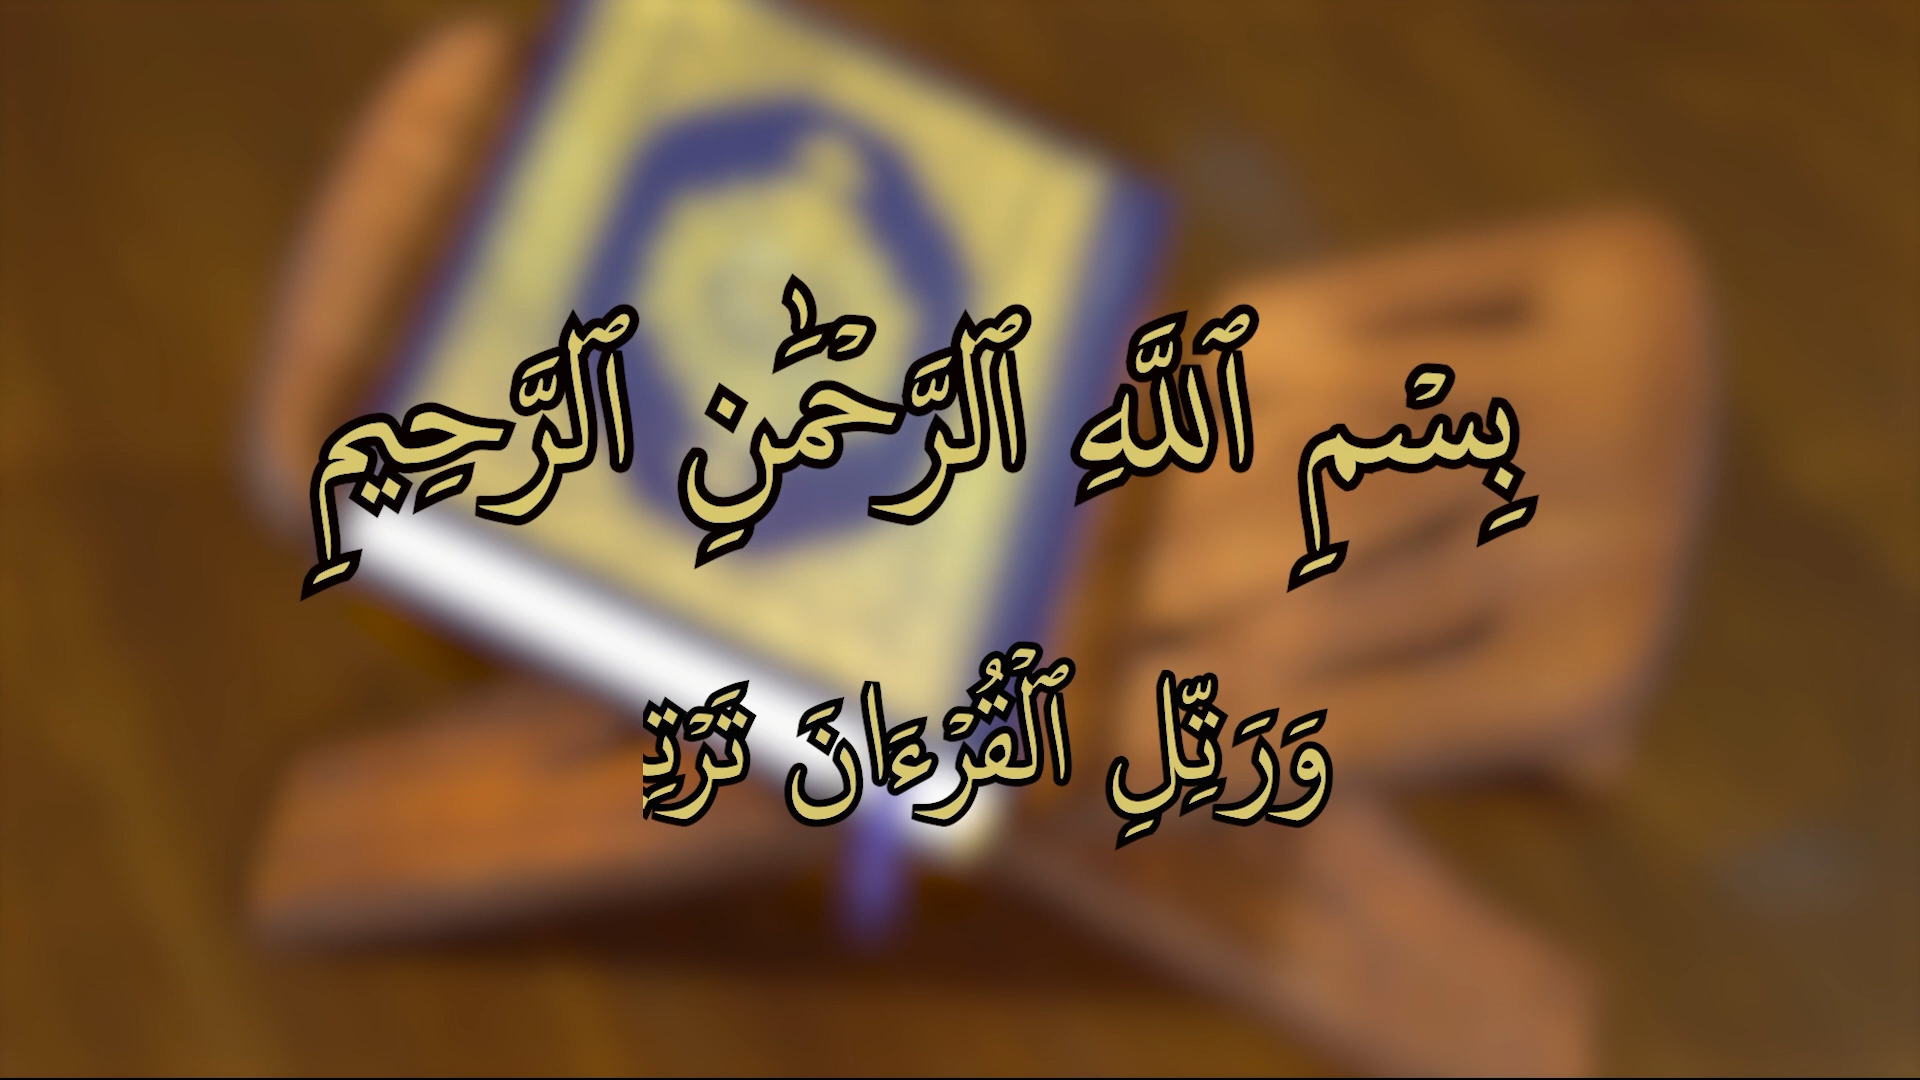 بِسْمِ ٱللَّهِ ٱلرَّحْمَٰنِ ٱلرَّحِيمِ
وَرَتِّلِ ٱلْقُرْءَانَ تَرْتِ